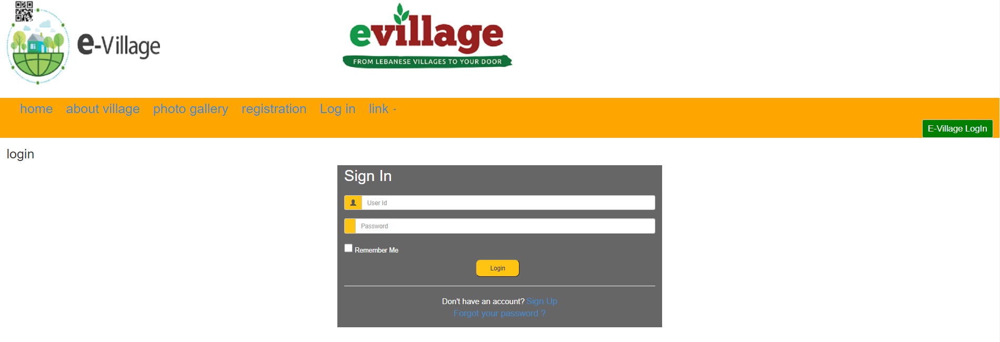 e-Village
evillage
FROM LEBANESE VILLAGES TO YOUR DOOR
home about village photo gallery registration Log in link
E-Village LogIn
login
Sign In
User Id
Password
Remember Me
Login
Don't have an account? Sign Up
Forgot your password ?